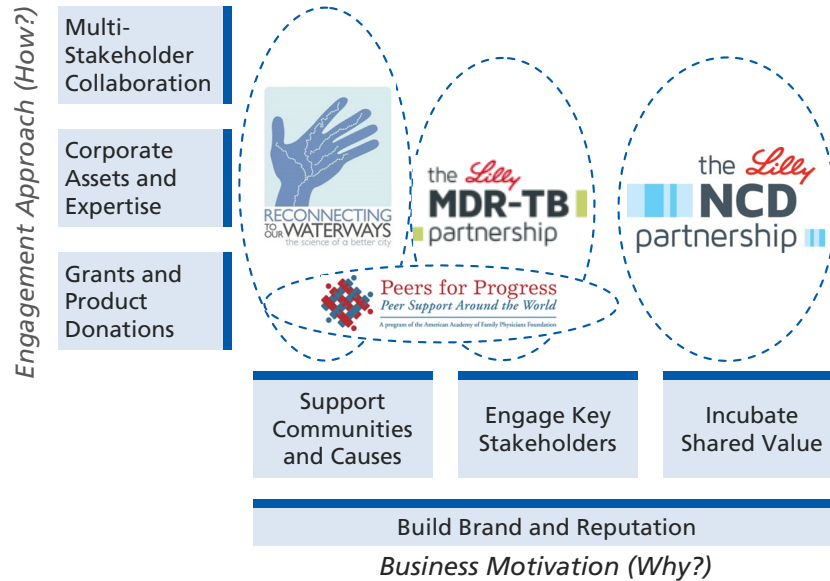 Engagement Approach (How?)
Multi-
Stakeholder
Collaboration
Corporate
Assets and
Expertise
Grants and
Product
Donations
RECONNECTING
TO OUR WATERWAYS
the science of a better city
the Lilly
MDR-TB
partnership
the Lilly
NCD
partnership
Peers for Progress
Peer Support Around the World
A program of the American Academy of Family Physicians Foundation
Support
Communities
and Causes
Engage Key
Stakeholders
Incubate
Shared Value
Build Brand and Reputation
Business Motivation (Why?)